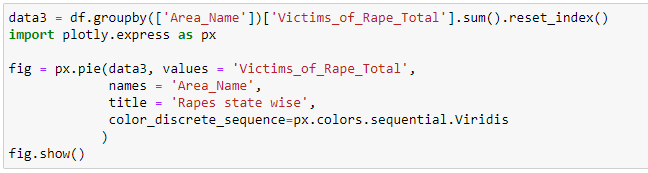 data3 = df.groupby(['Area_Name'])['Victims_of_Rape_Total'].sum().reset_index()
import plotly.express as px

fig = px.pie(data3, values = 'Victims_of_Rape_Total',
             names = 'Area_Name',
             title = 'Rapes state wise',
             color_discrete_sequence=px.colors.sequential.Viridis
            )
fig.show()